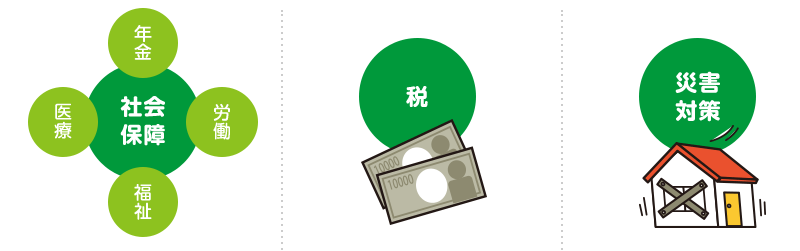 年
金
医
療
社会
保障
労
働
福
祉
税
10000
10000
災害
対策